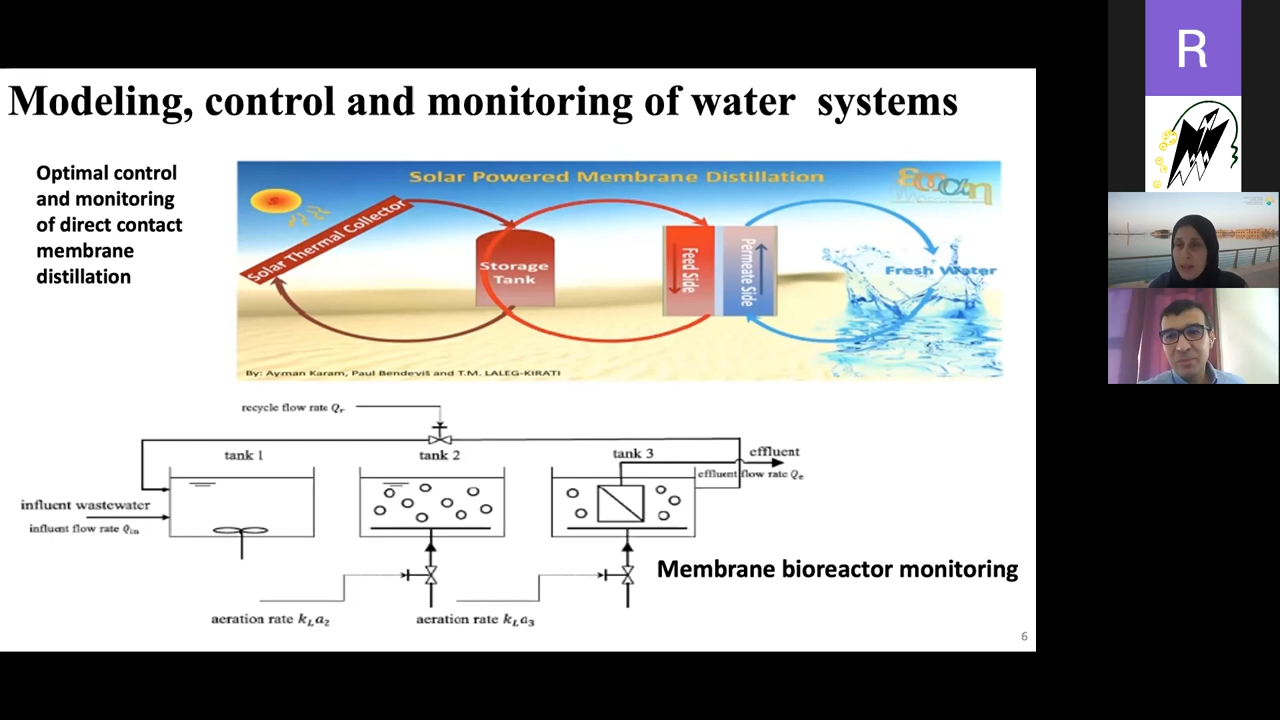 Modeling, control and monitoring of water systems
Optimal control
and monitoring
of direct contact
membrane
distillation
Solar Powered Membrane Distillation
Solar Thermal Collector
Storage
Tank
Feed Side
Permeate Side
Fresh Water
By: Ayman Karam, Paul Bendeviš and T.M. LALEG-KIRATI
recycle flow rate Qr
tank 1
tank 2
tank 3
effluent
effluent flow rate Qe
influent wastewater
influent flow rate Qin
Membrane bioreactor monitoring
aeration rate kLa2
aeration rate kLa3
6
R